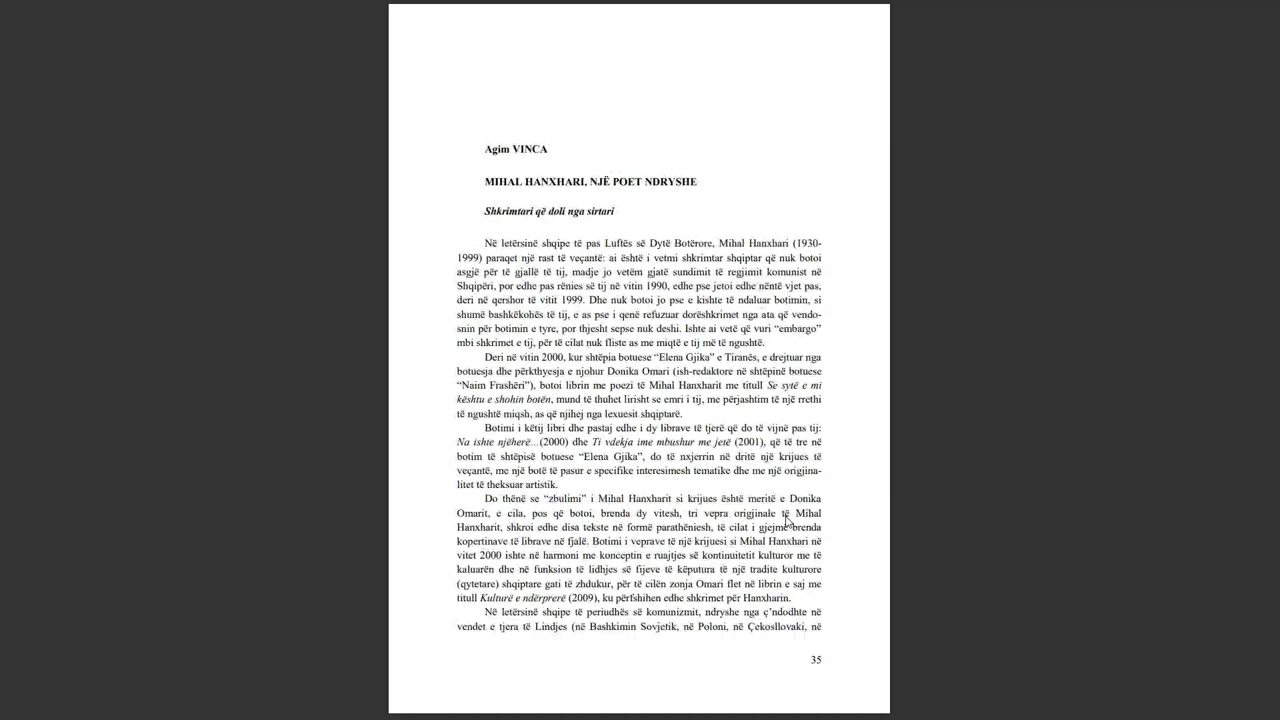 Agim VINCA
MIHAL HANXHARI, NJË POET NDRYSHE
Shkrimtari që doli nga sirtari
Në letërsinë shqipe të pas Luftës së Dytë Botërore, Mihal Hanxhari (1930-
1999) paraqet një rast të veçantë: ai është i vetmi shkrimtar shqiptar që nuk botoi
asgjë për të gjallë të tij, madje jo vetëm gjatë sundimit të regjimit komunist në
Shqipëri, por edhe pas rënies së tij në vitin 1990, edhe pse jetoi edhe nëntë vjet pas,
deri në qershor të vitit 1999. Dhe nuk botoi jo pse e kishte të ndaluar botimin, si
shumë bashkëkohës të tij, e as pse i qenë refuzuar dorëshkrimet nga ata që vendo-
snin për botimin e tyre, por thjesht sepse nuk deshi. Ishte ai vetë që vuri “embargo”
mbi shkrimet e tij, për të cilat nuk fliste as me miqtë e tij më të ngushtë.
Deri në vitin 2000, kur shtëpia botuese “Elena Gjika” e Tiranës, e drejtuar nga
botuesja dhe përkthyesja e njohur Donika Omari (ish-redaktore në shtëpinë botuese
“Naim Frashëri”), botoi librin me poezi të Mihal Hanxharit me titull Se sytë e mi
kështu e shohin botën, mund të thuhet lirisht se emri i tij, me përjashtim të një rrethi
të ngushtë miqsh, as që njihej nga lexuesit shqiptarë.
Botimi i këtij libri dhe pastaj edhe i dy librave të tjerë që do të vijnë pas tij:
Na ishte njëherë...(2000) dhe Ti vdekja ime mbushur me jetë (2001), që të tre në
botim të shtëpisë botuese “Elena Gjika”, do të nxjerrin në dritë një krijues të
veçantë, me një botë të pasur e specifike interesimesh tematike dhe me një origjina-
litet të theksuar artistik.
Do thënë se “zbulimi” i Mihal Hanxharit si krijues është meritë e Donika
Omarit, e cila, pos që botoi, brenda dy vitesh, tri vepra origjinale të Mihal
Hanxharit, shkroi edhe disa tekste në formë parathëniesh, të cilat i gjejmë brenda
kopertinave të librave në fjalë. Botimi i veprave të një krijuesi si Mihal Hanxhari në
vitet 2000 ishte në harmoni me konceptin e ruajtjes së kontinuitetit kulturor me të
kaluarën dhe në funksion të lidhjes së fijeve të këputura të një tradite kulturore
(qytetare) shqiptare gati të zhdukur, për të cilën zonja Omari flet në librin e saj me
titull Kulturë e ndërprerë (2009), ku përfshihen edhe shkrimet për Hanxharin.
Në letërsinë shqipe të periudhës së komunizmit, ndryshe nga ç’ndodhte në
vendet e tjera të Lindjes (në Bashkimin Sovjetik, në Poloni, në Çekosllovaki, në
35